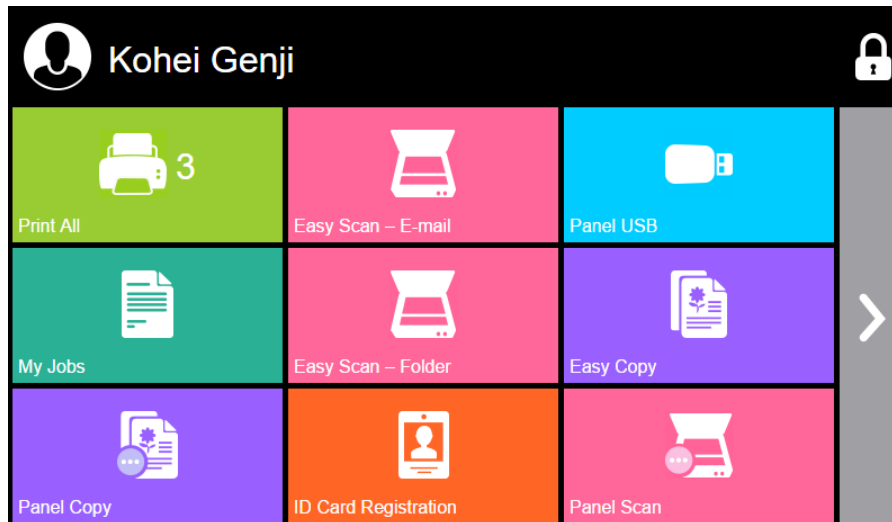 Kohei Genji
3
Print All
Easy Scan – E-mail
Panel USB
My Jobs
Easy Scan – Folder
Easy Copy
Panel Copy
ID Card Registration
Panel Scan